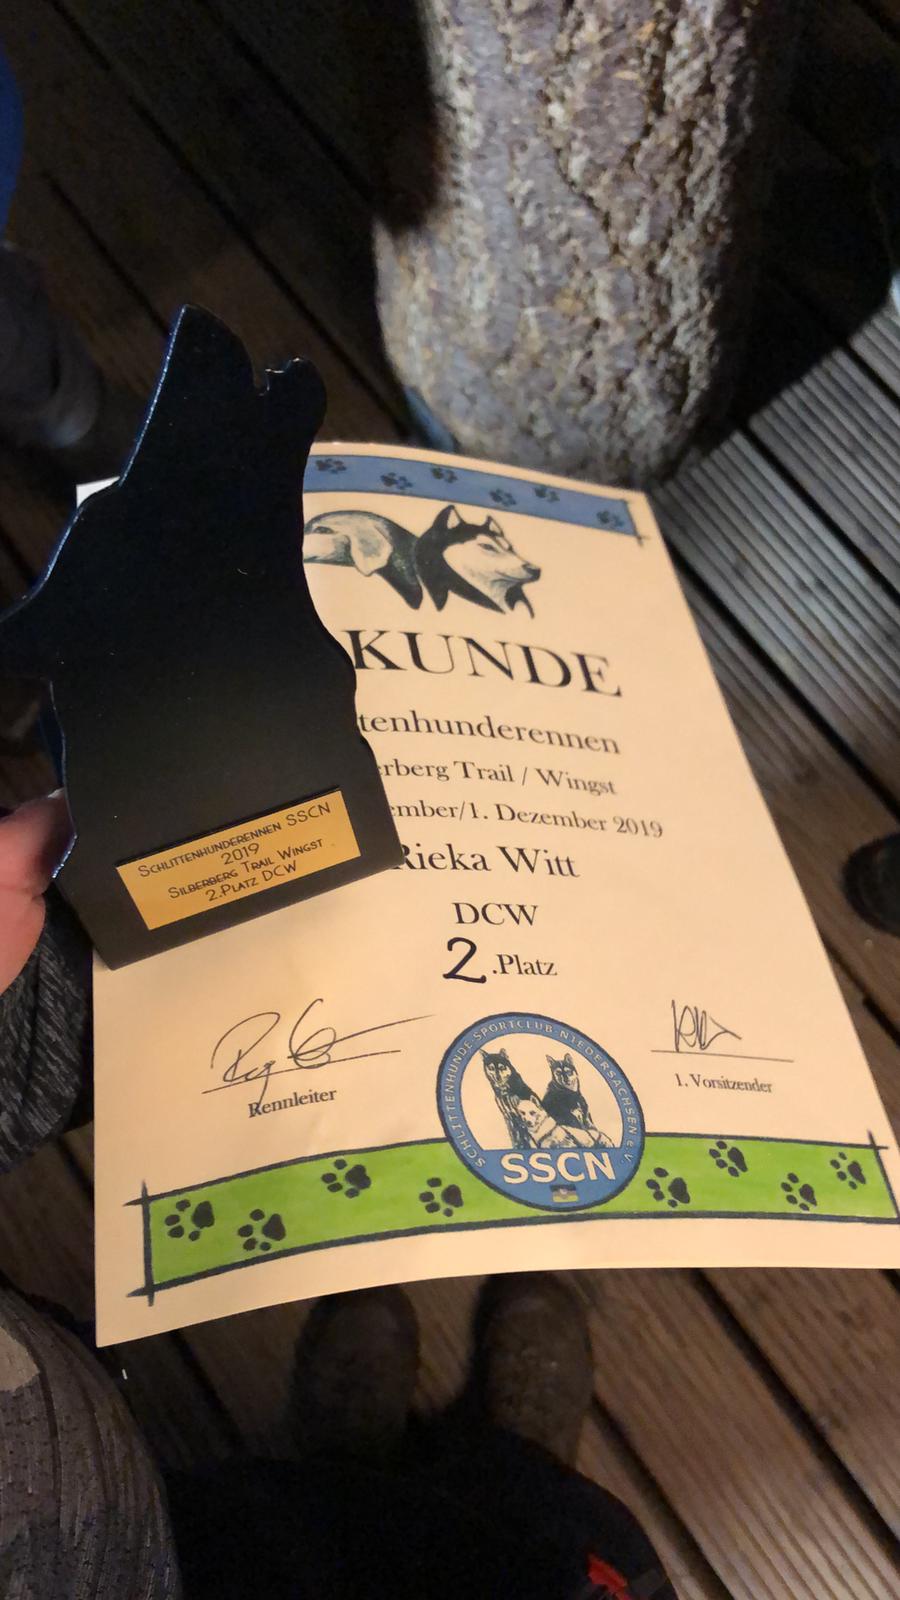 SCHLITTENHUNDERENNEN SSCN
2019
SILBERBERG TRAIL WINGST
2.PLATZ DCW
KUNDE
tenhunderennen
erberg Trail / Wingst
ember/1. Dezember 2019
Rieka Witt
DCW
2.Platz
Rennleiter
1. Vorsitzender
SCHLITTENHUNDE-SPORTCLUB-NIEDERSACHSEN e.V.
SSCN